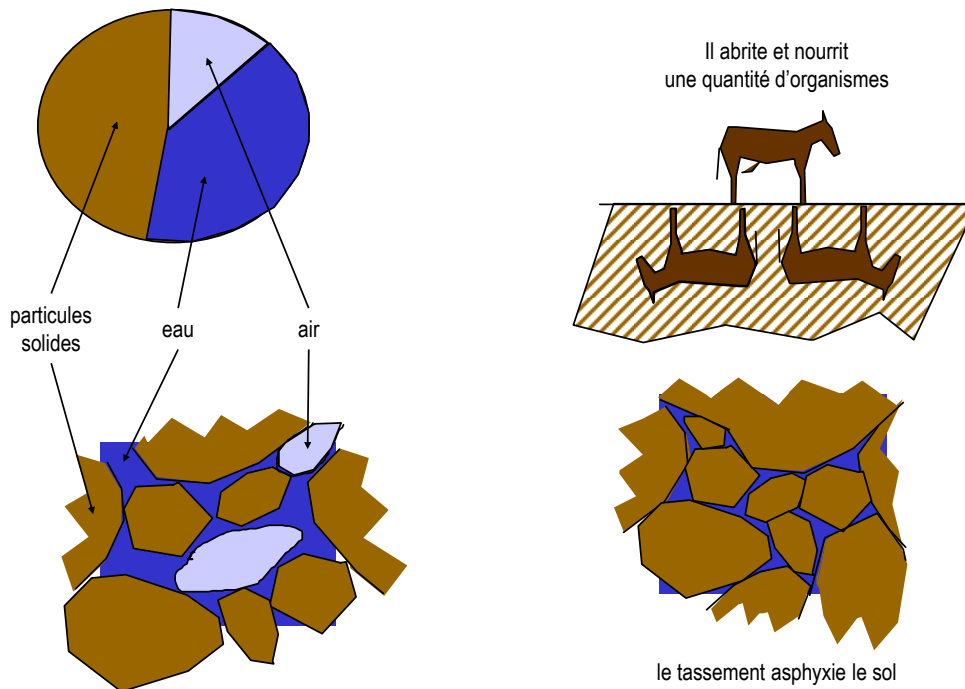 Il abrite et nourrit
une quantité d'organismes
particules
solides
eau
air
le tassement asphyxie le sol